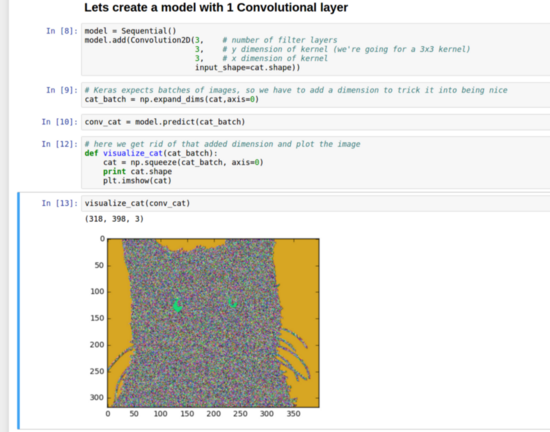 Lets create a model with 1 Convolutional layer
In [8]: model = Sequential()
model.add(Convolution2D(3,    # number of filter layers
3,    # y dimension of kernel (we're going for a 3x3 kernel)
3,    # x dimension of kernel
input_shape=cat.shape))
In [9]: # Keras expects batches of images, so we have to add a dimension to trick it into being nice
cat_batch = np.expand_dims(cat,axis=0)
In [10]: conv_cat = model.predict(cat_batch)
In [12]: # here we get rid of that added dimension and plot the image
def visualize_cat(cat_batch):
cat = np.squeeze(cat_batch, axis=0)
print cat.shape
plt.imshow(cat)
In [13]: visualize_cat(conv_cat)
(318, 398, 3)
0
50
100
150
200
250
300
0 50 100 150 200 250 300 350